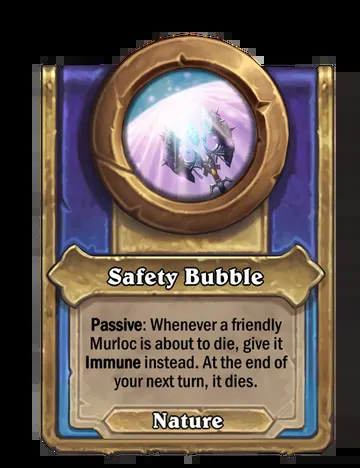 Safety Bubble
Passive: Whenever a friendly
Murloc is about to die, give it
Immune instead. At the end of
your next turn, it dies.
Nature